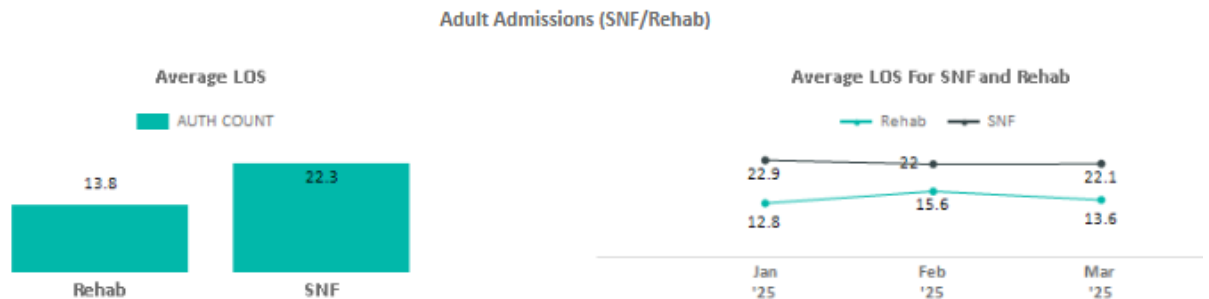 Adult Admissions (SNF/Rehab)
Average LOS
AUTH COUNT
13.8
22.3
Rehab
SNF
Average LOS For SNF and Rehab
Rehab
SNF
22.9
22
22.1
12.8
15.6
13.6
Jan '25
Feb '25
Mar '25